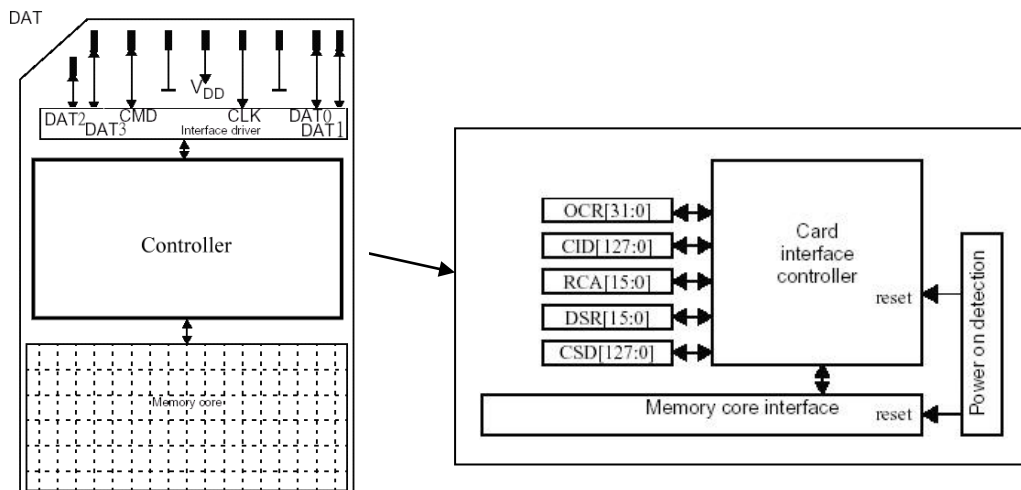 DAT
V DD
DAT2
DAT3
CMD
CLK
DAT0
DAT1
Interface driver
Controller
Memory core
OCR[31:0]
CID[127:0]
RCA[15:0]
DSR[15:0]
CSD[127:0]
Card
interface
controller
reset
Memory core interface
reset
Power on detection